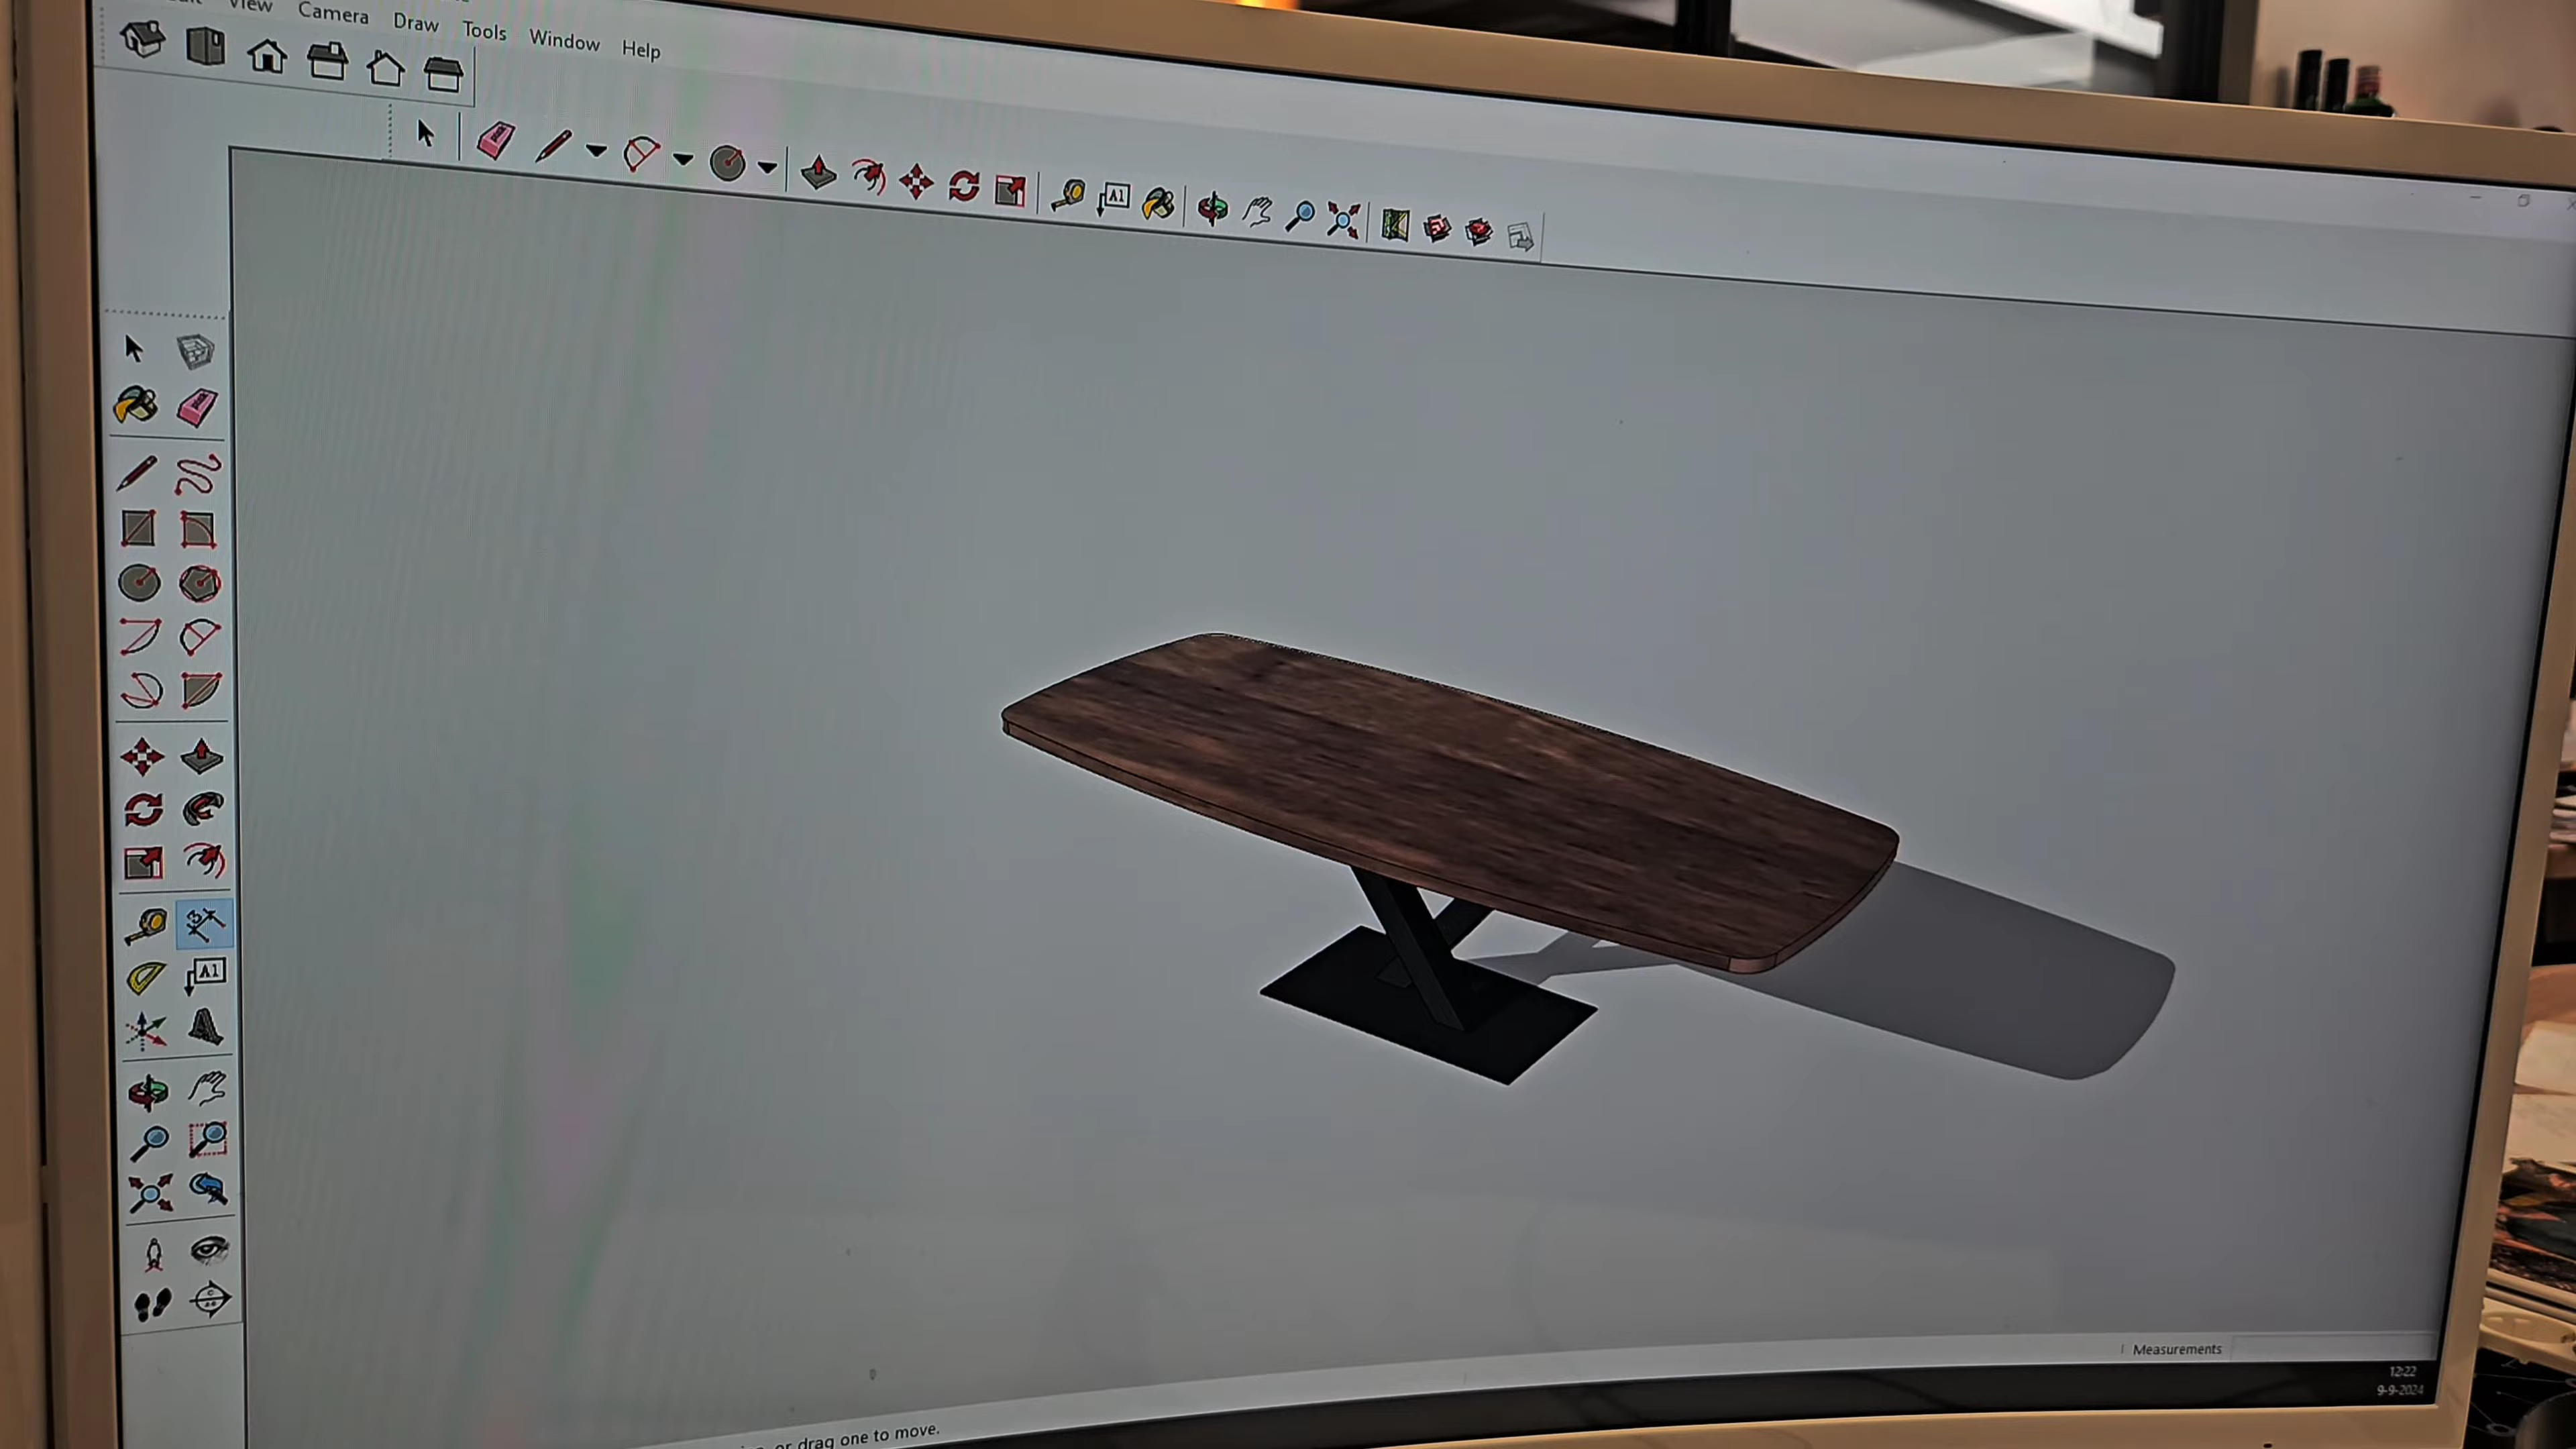 View Camera Draw Tools Window Help
A1
A1
Measurements
12:22
9-9-2024
or drag one to move.